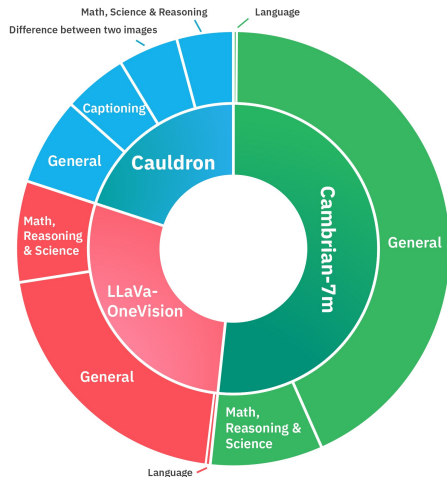 Math, Science & Reasoning
Language
Difference between two images
Captioning
General
Cauldron
Math,
Reasoning
& Science
LLaVa-
OneVision
General
Cambrian-7m
General
Math,
Reasoning &
Science
Language